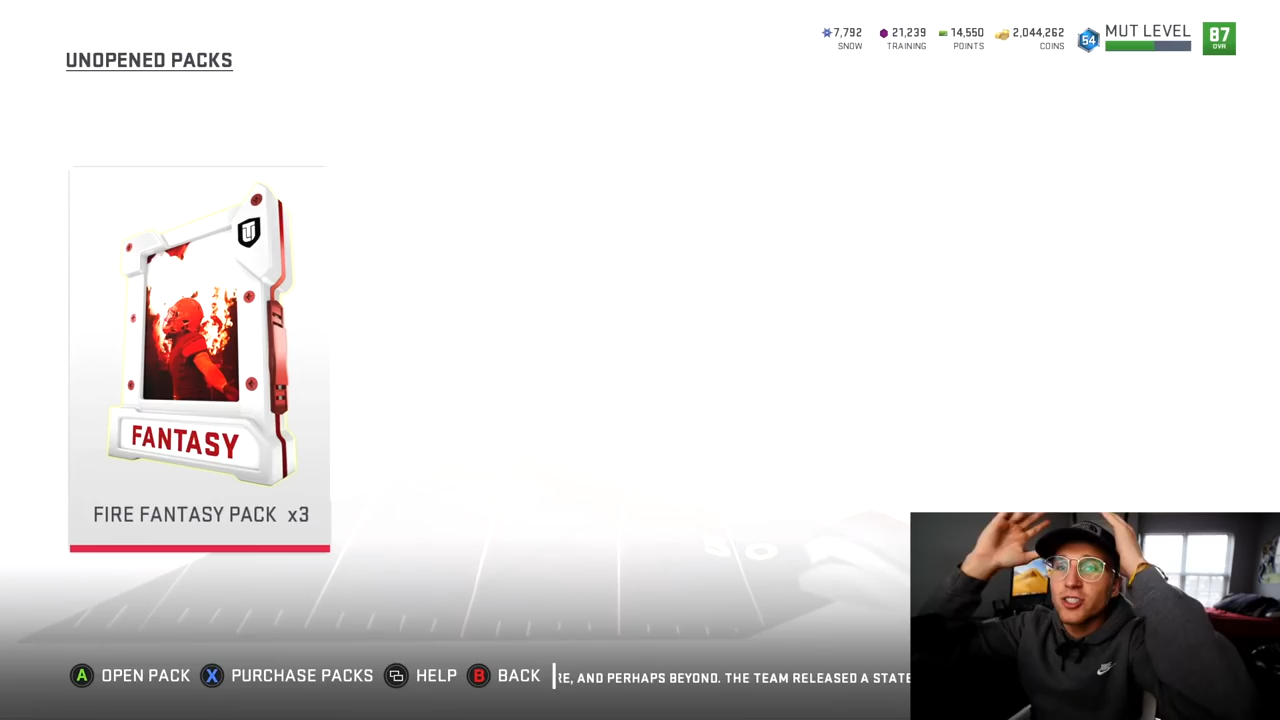 UNOPENED PACKS
7,792
SNOW
21,239
TRAINING
14,550
POINTS
2,044,262
COINS
54
MUT LEVEL
87
OVR
FANTASY
FIRE FANTASY PACK x3
50
A OPEN PACK X PURCHASE PACKS HELP B BACK
RE, AND PERHAPS BEYOND. THE TEAM RELEASED A STATE